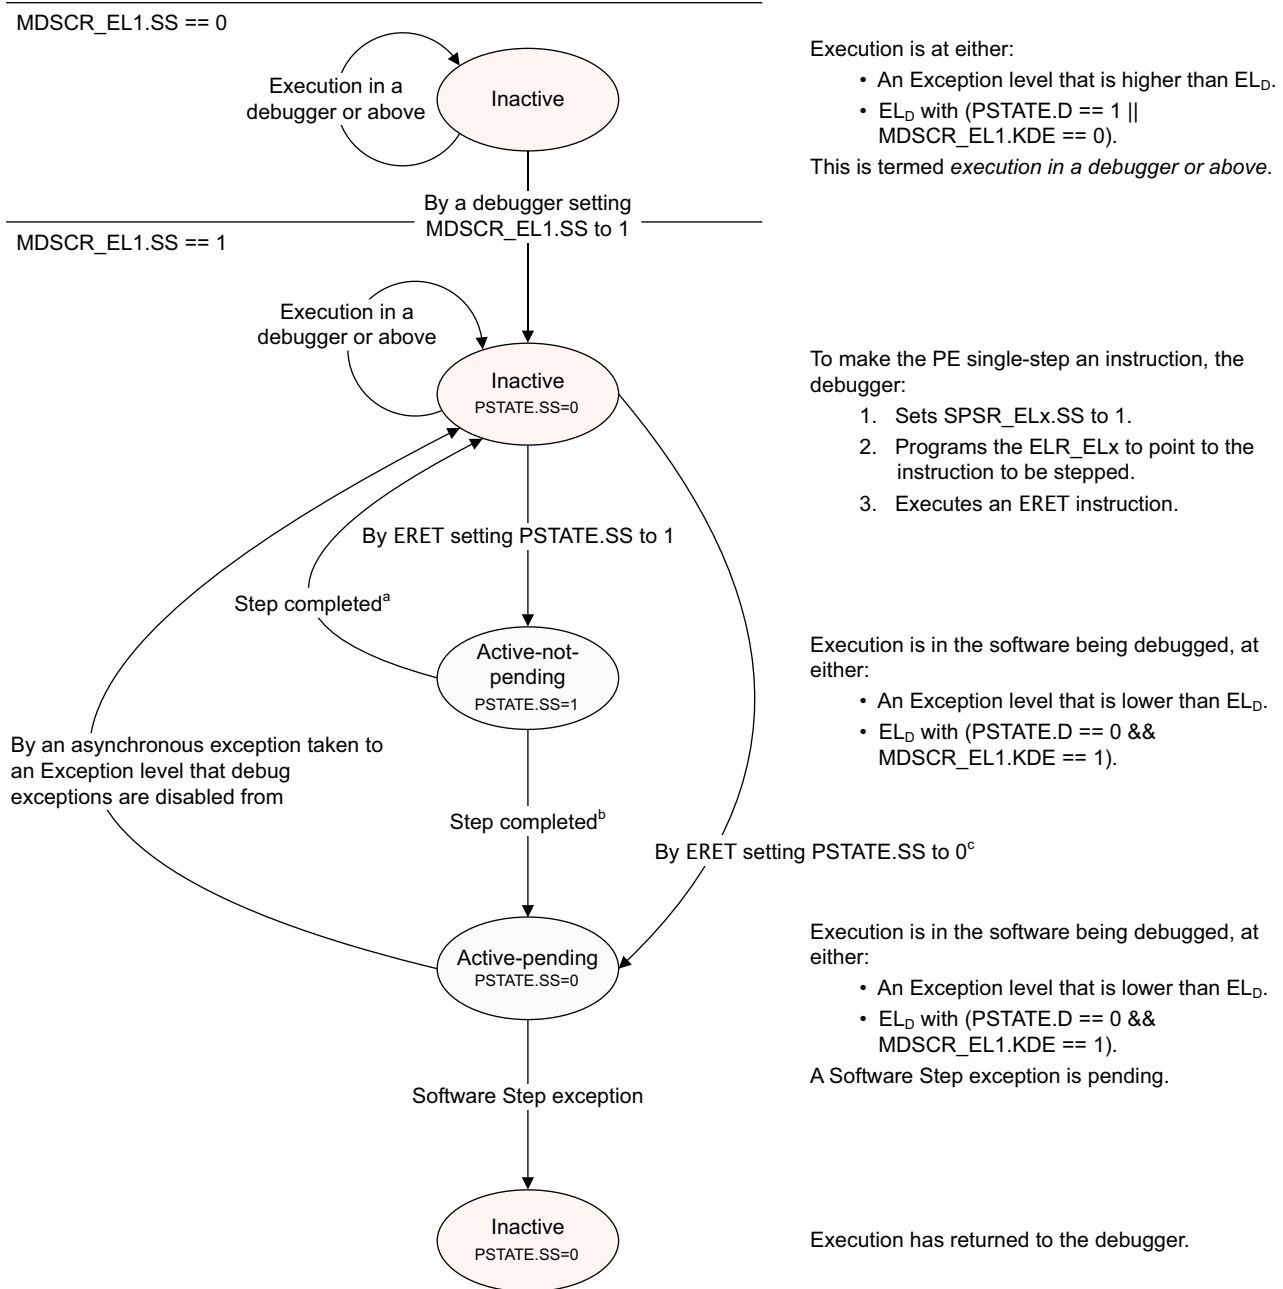 MDSCR_EL1.SS == 0
Execution in a
debugger or above
Inactive
Execution is at either:
• An Exception level that is higher than ELD.
• ELD with (PSTATE.D == 1 ||
MDSCR_EL1.KDE == 0).
This is termed execution in a debugger or above.
By a debugger setting
MDSCR_EL1.SS to 1
MDSCR_EL1.SS == 1
Execution in a
debugger or above
Inactive
PSTATE.SS=0
To make the PE single-step an instruction, the
debugger:
1. Sets SPSR_ELx.SS to 1.
2. Programs the ELR_ELx to point to the
instruction to be stepped.
3. Executes an ERET instruction.
By ERET setting PSTATE.SS to 1
Step completedᵃ
Active-not-
pending
PSTATE.SS=1
Execution is in the software being debugged, at
either:
• An Exception level that is lower than ELD.
• ELD with (PSTATE.D == 0 &&
MDSCR_EL1.KDE == 1).
By an asynchronous exception taken to
an Exception level that debug
exceptions are disabled from
Step completedᵇ
By ERET setting PSTATE.SS to 0ᶜ
Active-pending
PSTATE.SS=0
Execution is in the software being debugged, at
either:
• An Exception level that is lower than ELD.
• ELD with (PSTATE.D == 0 &&
MDSCR_EL1.KDE == 1).
A Software Step exception is pending.
Software Step exception
Inactive
PSTATE.SS=0
Execution has returned to the debugger.